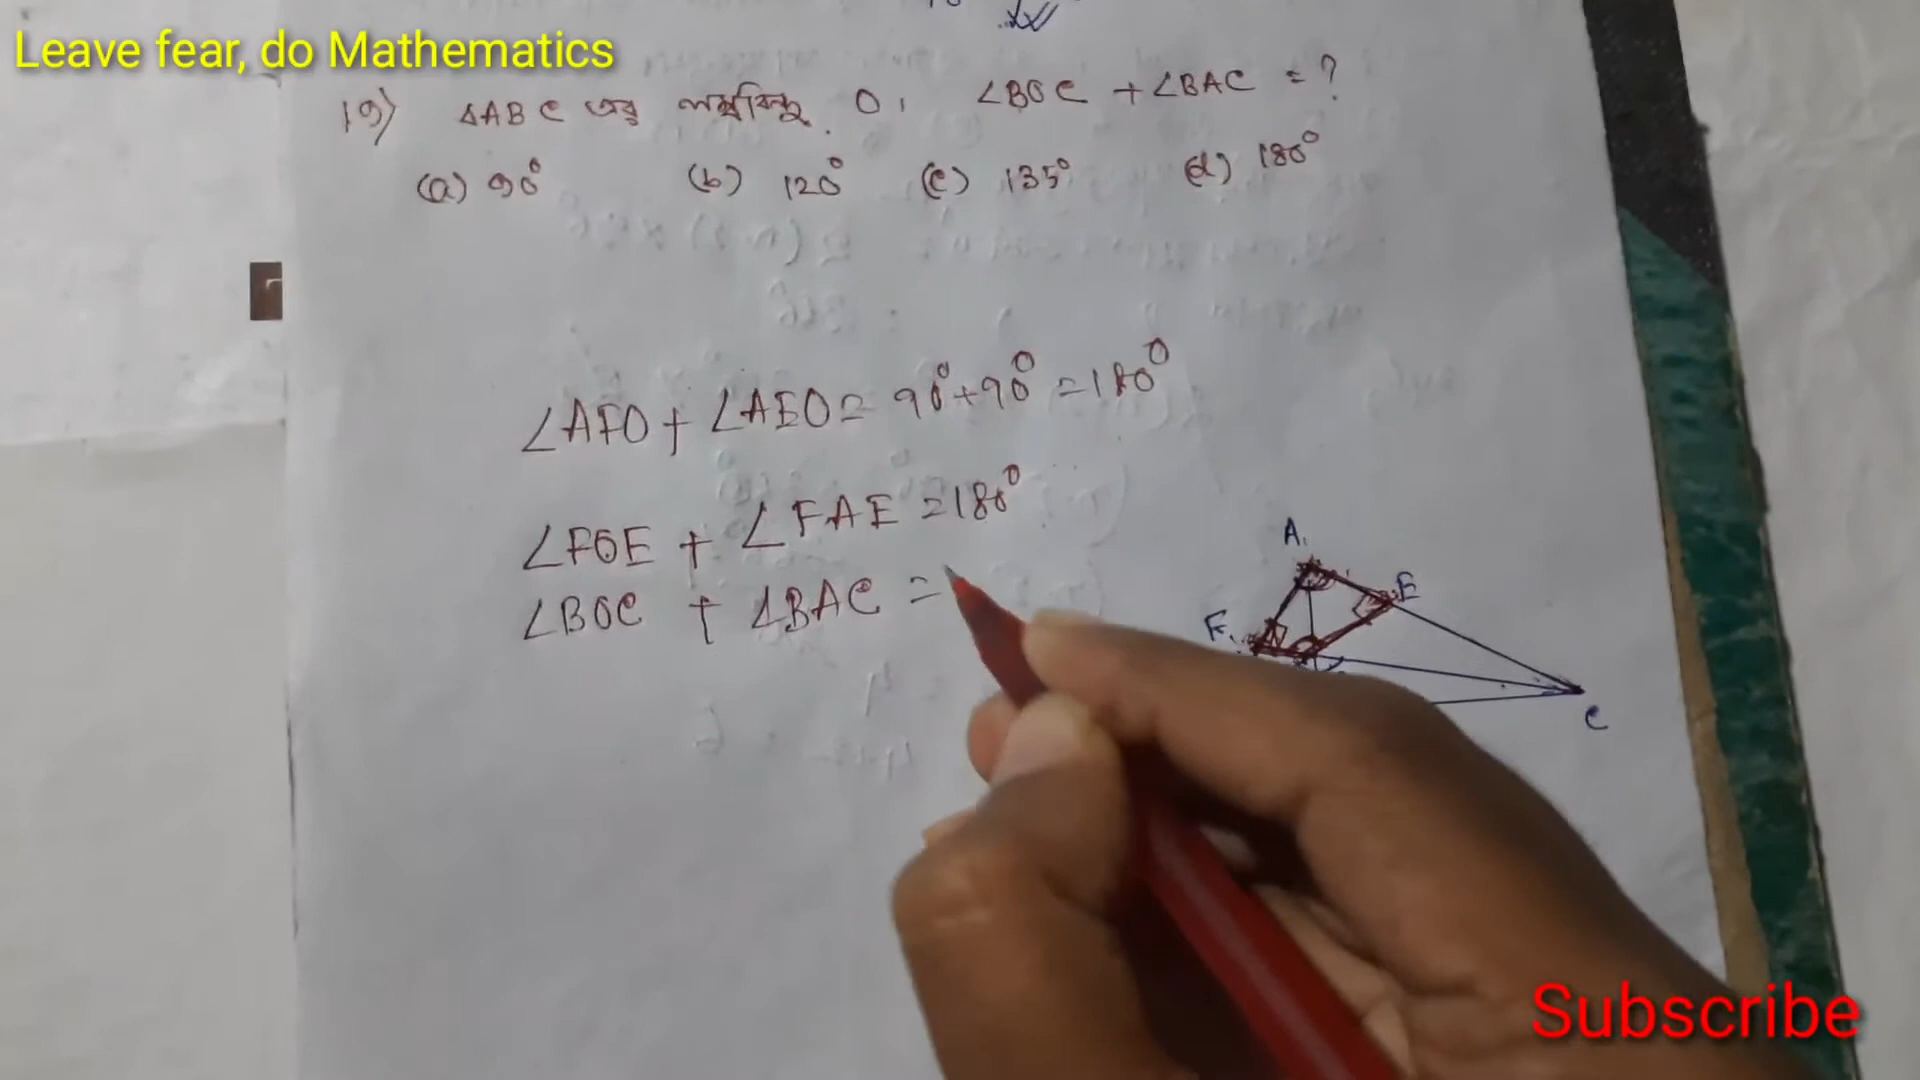 Leave fear, do Mathematics
19) ΔABC এর লম্ববিন্দু O, ∠BOC + ∠BAC = ?
(a) 90° (b) 120° (c) 135° (d) 180°
∠AFO + ∠AEO = 90° + 90° = 180°
∠FOE + ∠FAE = 180°
∠BOC + ∠BAC =
A
E
F
C
Subscribe